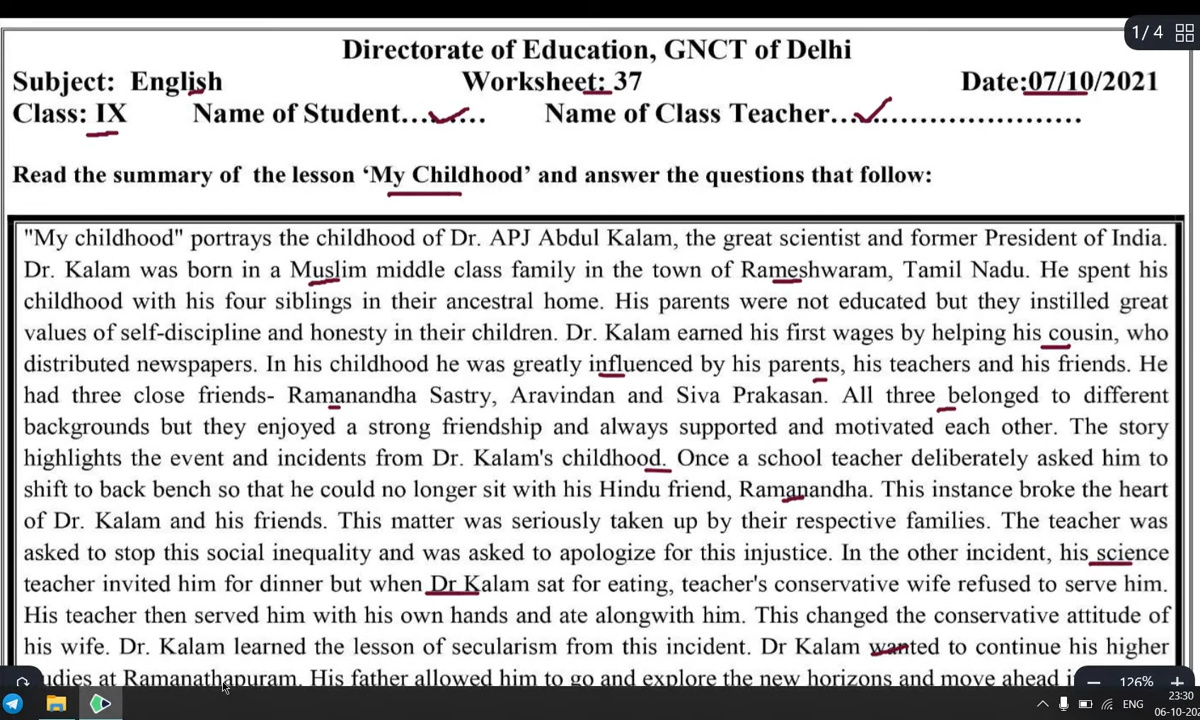 1/ 4
Directorate of Education, GNCT of Delhi
Subject: English Worksheet: 37 Date:07/10/2021
Class: IX Name of Student……… Name of Class Teacher…………………………
Read the summary of the lesson ‘My Childhood’ and answer the questions that follow:
"My childhood" portrays the childhood of Dr. APJ Abdul Kalam, the great scientist and former President of India.
Dr. Kalam was born in a Muslim middle class family in the town of Rameshwaram, Tamil Nadu. He spent his
childhood with his four siblings in their ancestral home. His parents were not educated but they instilled great
values of self-discipline and honesty in their children. Dr. Kalam earned his first wages by helping his cousin, who
distributed newspapers. In his childhood he was greatly influenced by his parents, his teachers and his friends. He
had three close friends- Ramanandha Sastry, Aravindan and Siva Prakasan. All three belonged to different
backgrounds but they enjoyed a strong friendship and always supported and motivated each other. The story
highlights the event and incidents from Dr. Kalam's childhood. Once a school teacher deliberately asked him to
shift to back bench so that he could no longer sit with his Hindu friend, Ramanandha. This instance broke the heart
of Dr. Kalam and his friends. This matter was seriously taken up by their respective families. The teacher was
asked to stop this social inequality and was asked to apologize for this injustice. In the other incident, his science
teacher invited him for dinner but when Dr Kalam sat for eating, teacher's conservative wife refused to serve him.
His teacher then served him with his own hands and ate alongwith him. This changed the conservative attitude of
his wife. Dr. Kalam learned the lesson of secularism from this incident. Dr Kalam wanted to continue his higher
at Ramanathapuram. His father allowed him to go and explore the new horizons and move ahead
126%
ENG
23:30